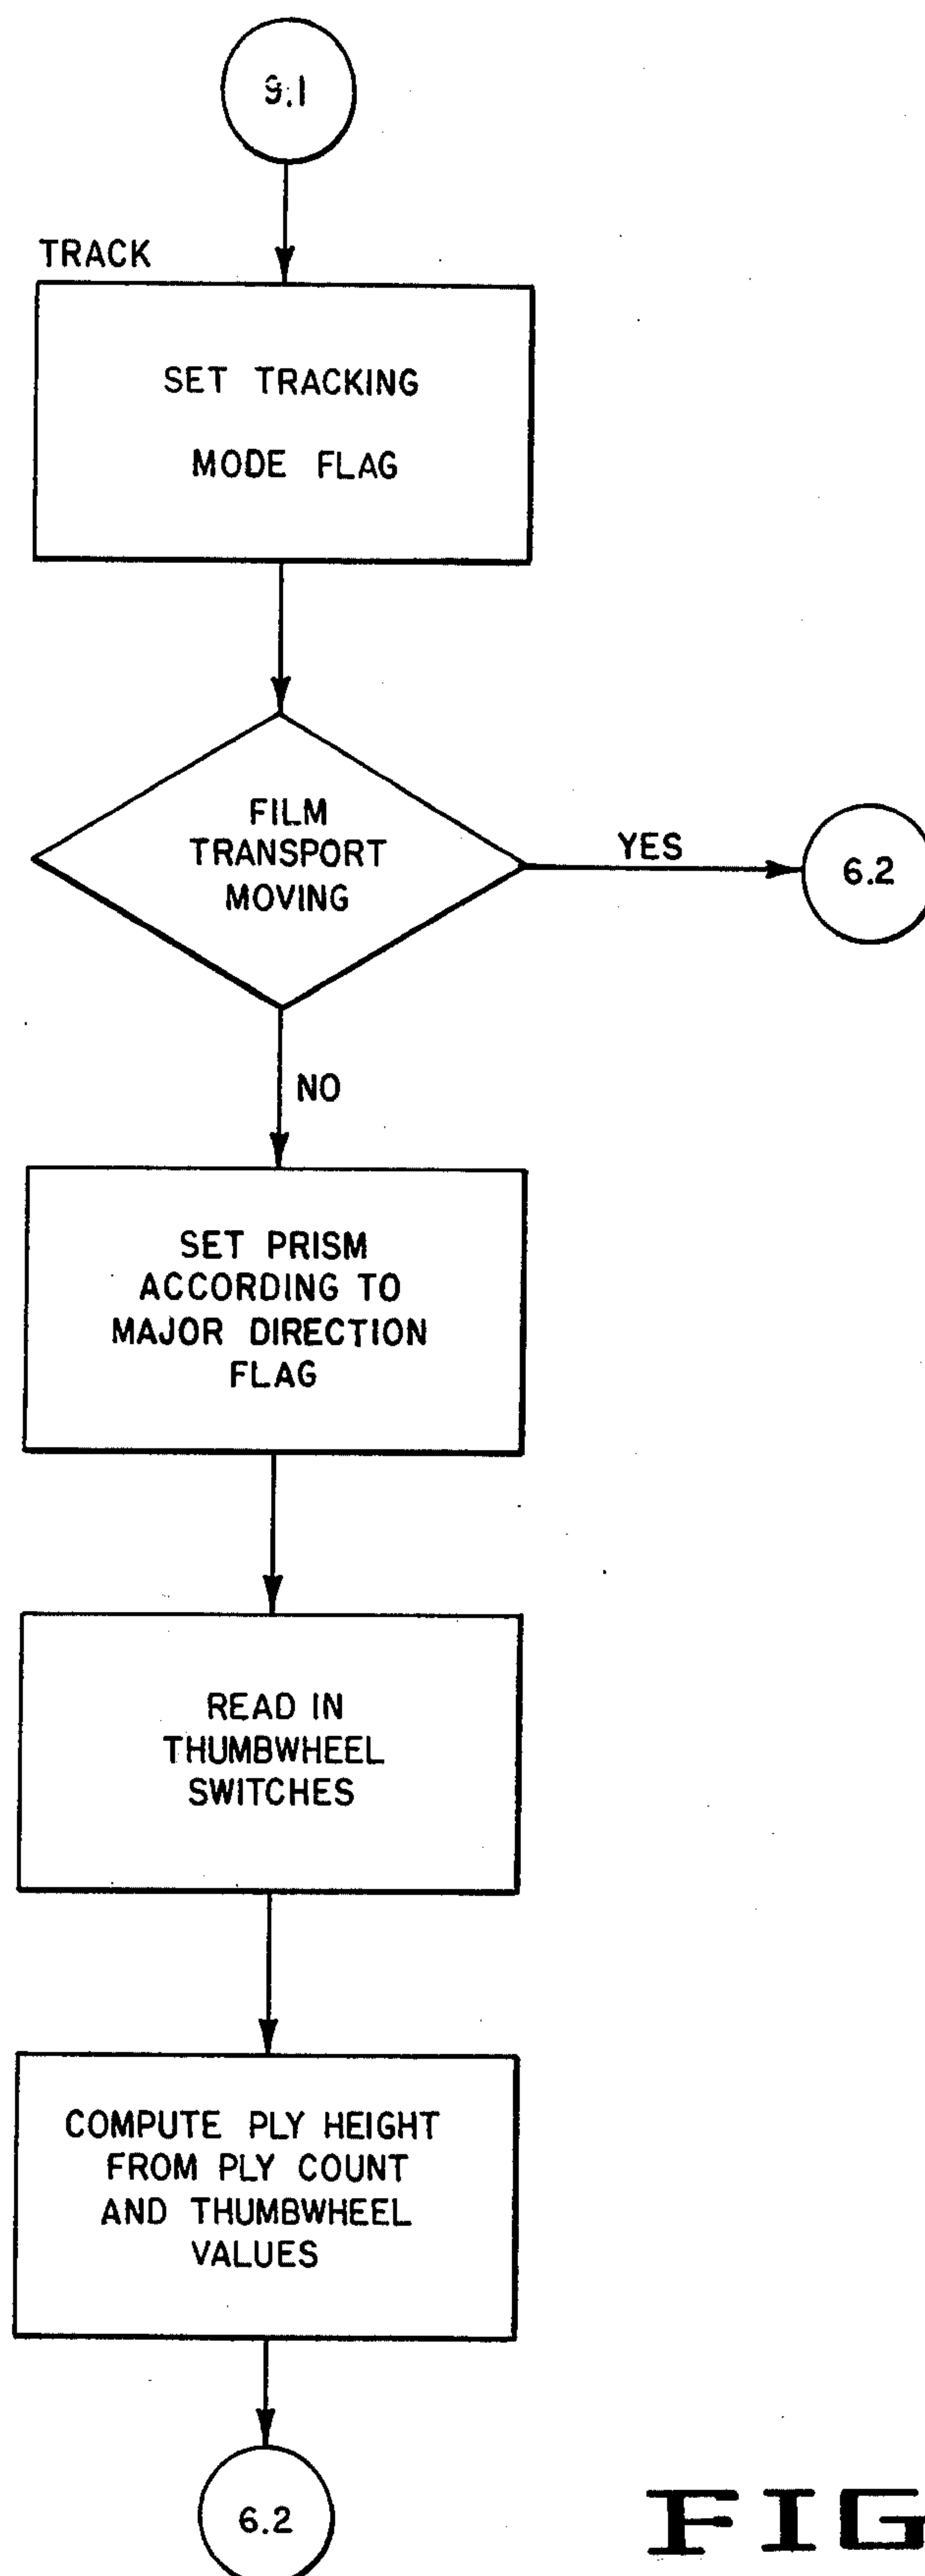 9.1
TRACK
SET TRACKING
MODE FLAG
FILM
TRANSPORT
MOVING
YES
6.2
NO
SET PRISM
ACCORDING TO
MAJOR DIRECTION
FLAG
READ IN
THUMBWHEEL
SWITCHES
COMPUTE PLY HEIGHT
FROM PLY COUNT
AND THUMBWHEEL
VALUES
6.2
FIG